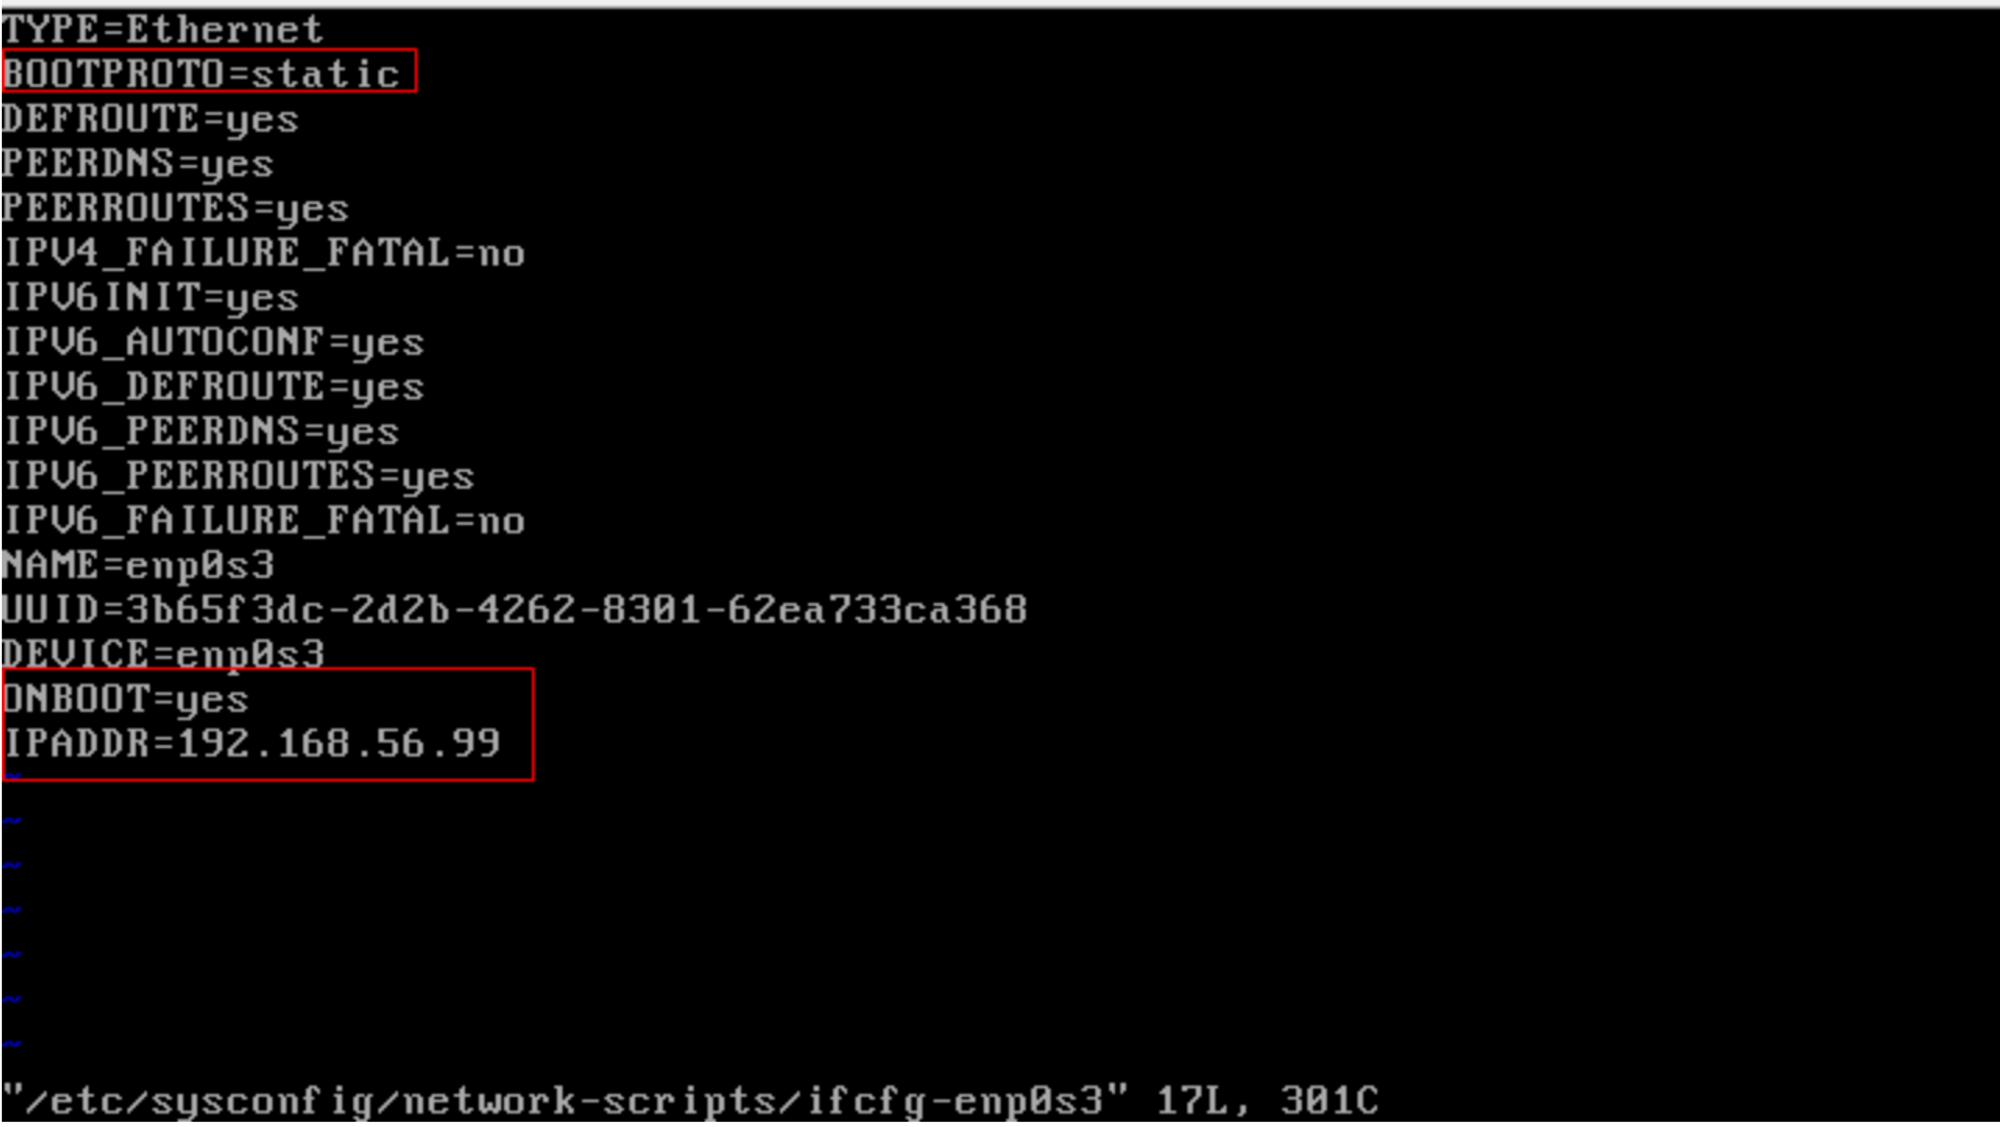 TYPE=Ethernet
BOOTPROTO=static
DEFROUTE=yes
PEERDNS=yes
PEERROUTES=yes
IPV4_FAILURE_FATAL=no
IPV6INIT=yes
IPV6_AUTOCONF=yes
IPV6_DEFROUTE=yes
IPV6_PEERDNS=yes
IPV6_PEERROUTES=yes
IPV6_FAILURE_FATAL=no
NAME=enp0s3
UUID=3b65f3dc-2d2b-4262-8301-62ea733ca368
DEVICE=enp0s3
ONBOOT=yes
IPADDR=192.168.56.99
~
~
~
~
~
~
~
"/etc/sysconfig/network-scripts/ifcfg-enp0s3" 17L, 301C